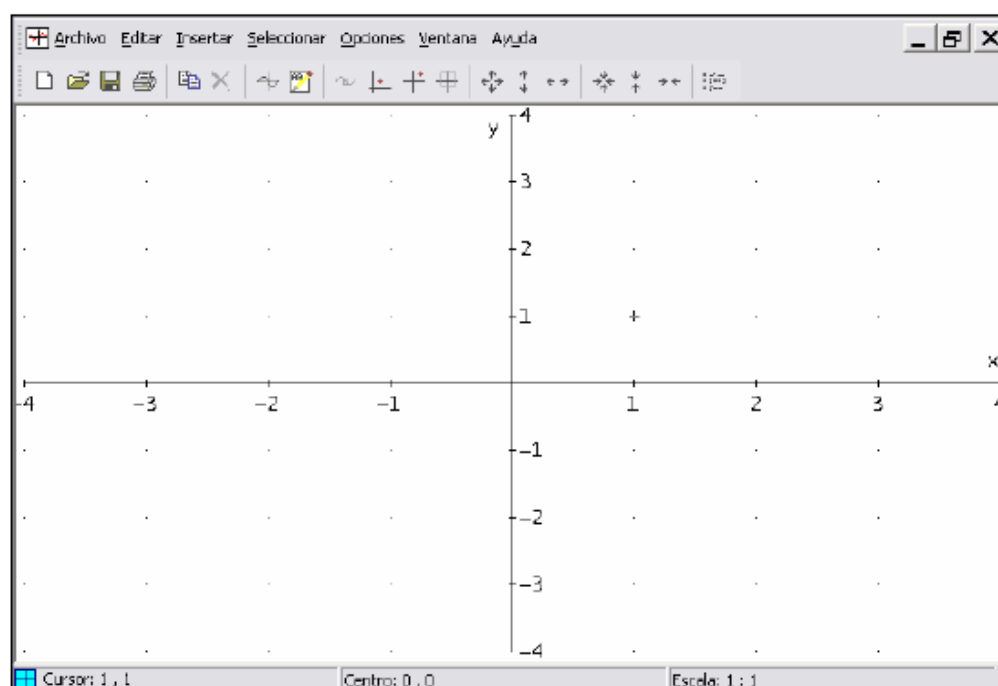 Archivo Editar Insertar Seleccionar Opciones Ventana Ayuda
y
4
3
2
1
x
-4 -3 -2 -1 1 2 3 4
-1
-2
-3
-4
Cursor: 1 , 1 Centro: 0 , 0 Escala: 1 : 1